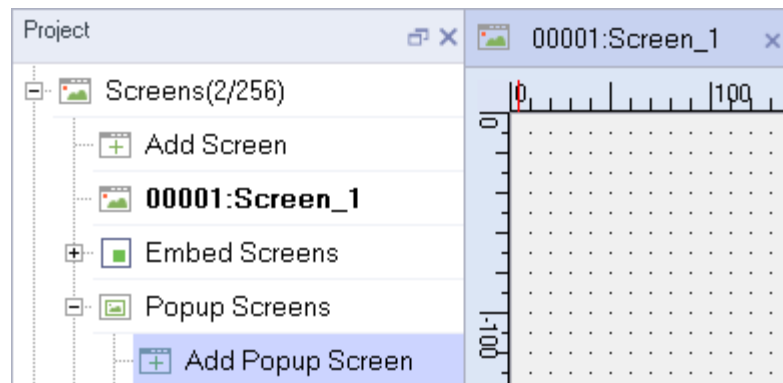 Project
00001:Screen_1
Screens(2/256)
0
100
Add Screen
0
00001:Screen_1
Embed Screens
Popup Screens
-100
Add Popup Screen